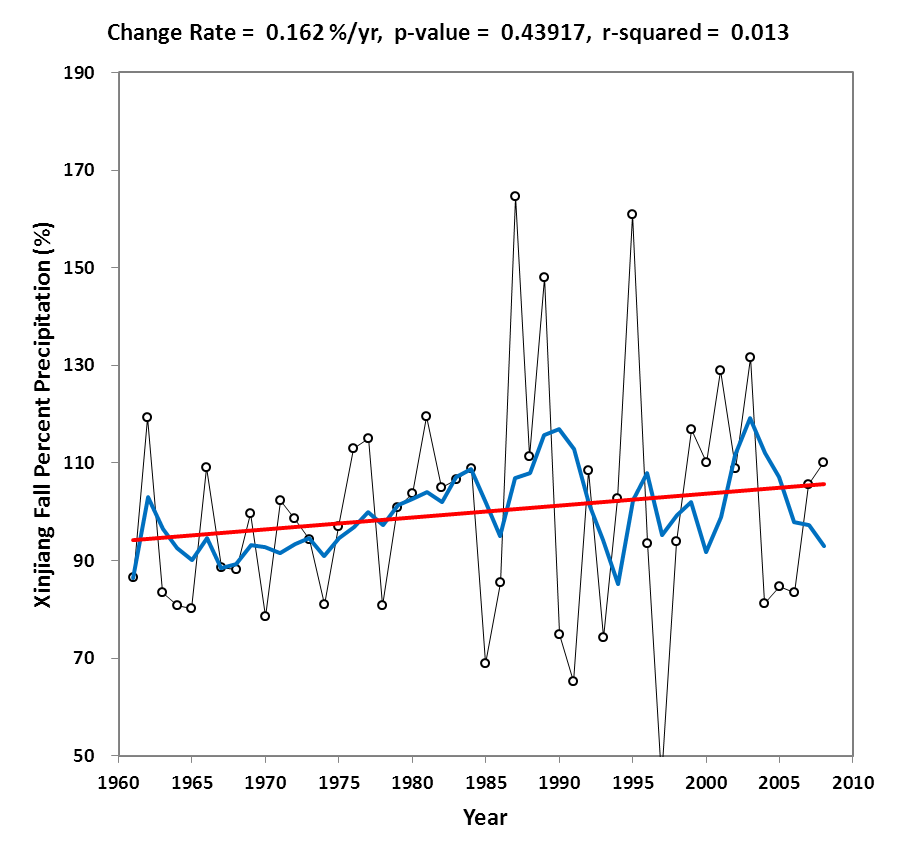 Change Rate = 0.162 %/yr, p-value = 0.43917, r-squared = 0.013
Xinjiang Fall Percent Precipitation (%)
190
170
150
130
110
90
70
50
1960 1965 1970 1975 1980 1985 1990 1995 2000 2005 2010
Year